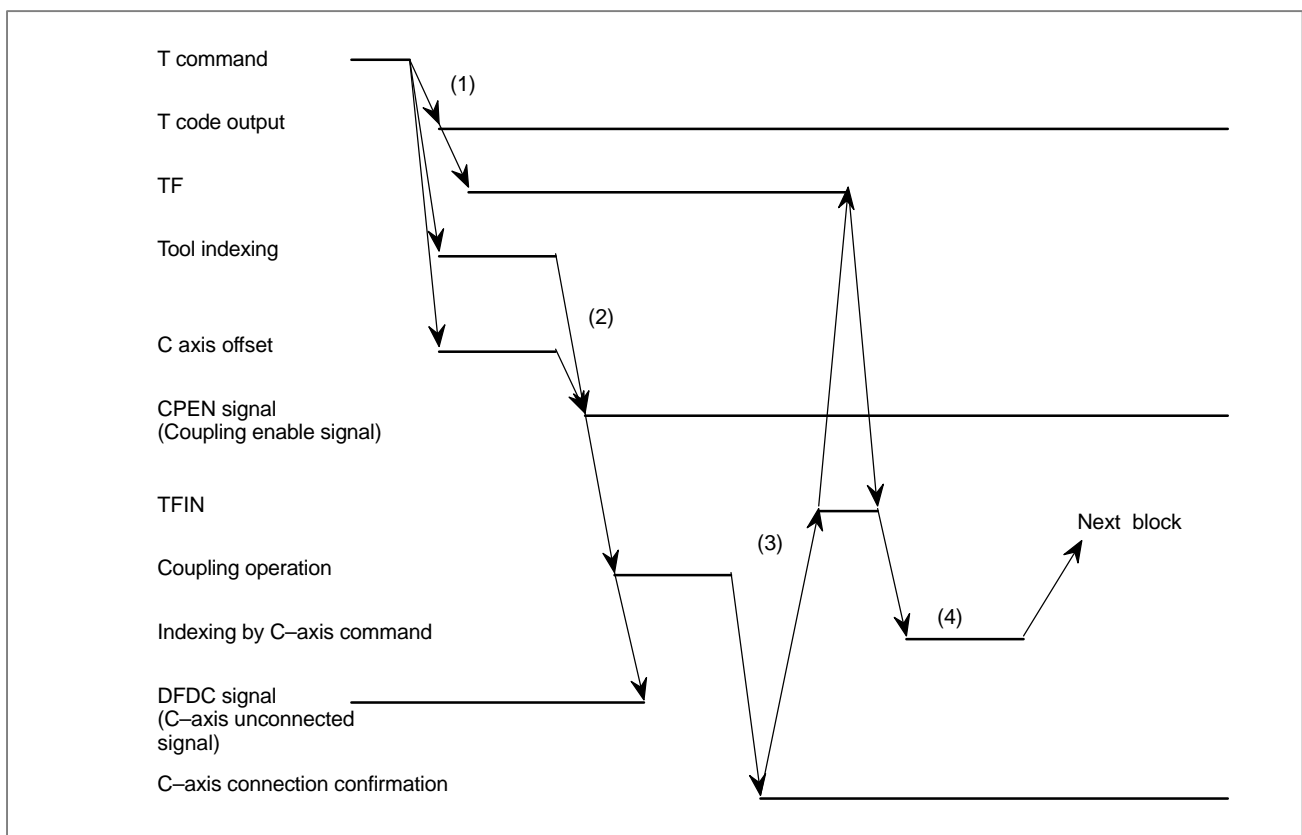 T command
(1)
T code output
TF
Tool indexing
(2)
C axis offset
CPEN signal
(Coupling enable signal)
TFIN
Next block
(3)
Coupling operation
(4)
Indexing by C–axis command
DFDC signal
(C–axis unconnected
signal)
C–axis connection confirmation